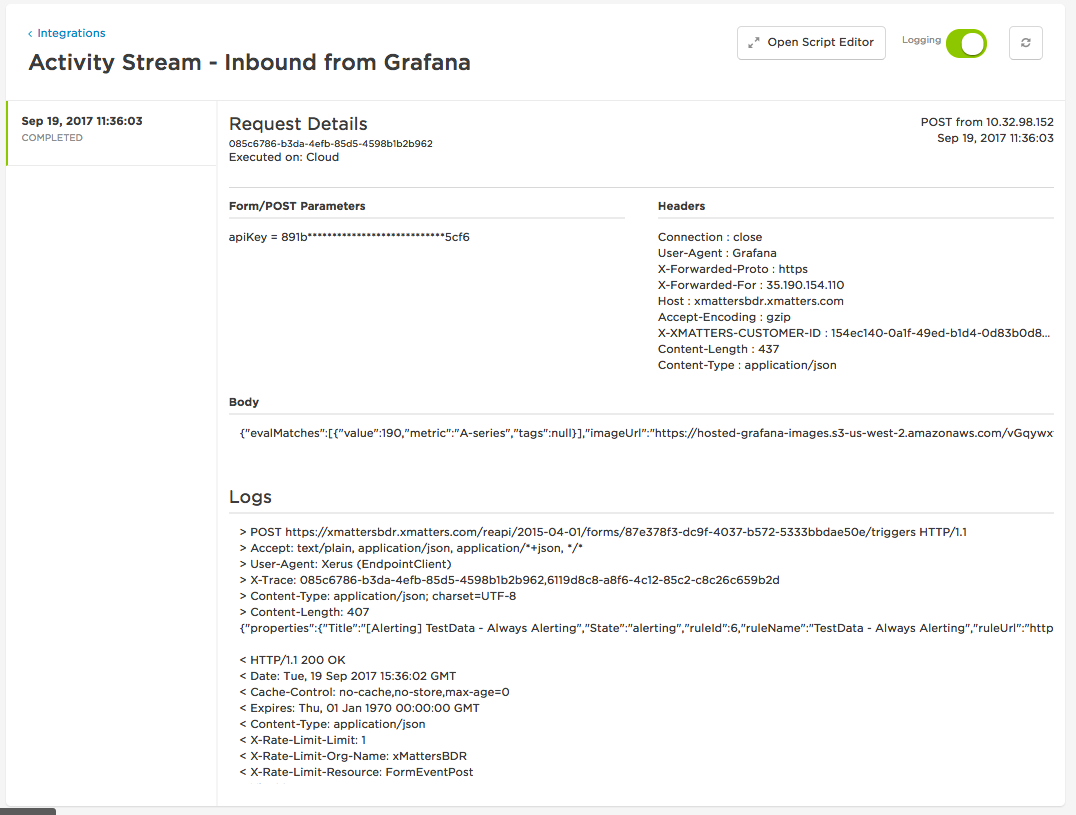 ‹ Integrations
Activity Stream - Inbound from Grafana
Open Script Editor
Logging
Sep 19, 2017 11:36:03
COMPLETED
Request Details
085c6786-b3da-4efb-85d5-4598b1b2b962
Executed on: Cloud
POST from 10.32.98.152
Sep 19, 2017 11:36:03
Form/POST Parameters
apiKey = 891b****************************5cf6
Headers
Connection : close
User-Agent : Grafana
X-Forwarded-Proto : https
X-Forwarded-For : 35.190.154.110
Host : xmattersbdr.xmatters.com
Accept-Encoding : gzip
X-XMATTERS-CUSTOMER-ID : 154ec140-0a1f-49ed-b1d4-0d83b0d8...
Content-Length : 437
Content-Type : application/json
Body
{"evalMatches":[{"value":190,"metric":"A-series","tags":null}],"imageUrl":"https://hosted-grafana-images.s3-us-west-2.amazonaws.com/vGqywx
Logs
> POST https://xmattersbdr.xmatters.com/reapi/2015-04-01/forms/87e378f3-dc9f-4037-b572-5333bbdae50e/triggers HTTP/1.1
> Accept: text/plain, application/json, application/*+json, */*
> User-Agent: Xerus (EndpointClient)
> X-Trace: 085c6786-b3da-4efb-85d5-4598b1b2b962,6119d8c8-a8f6-4c12-85c2-c8c26c659b2d
> Content-Type: application/json; charset=UTF-8
> Content-Length: 407
{"properties":{"Title":"[Alerting] TestData - Always Alerting","State":"alerting","ruleId":6,"ruleName":"TestData - Always Alerting","ruleUrl":"http
< HTTP/1.1 200 OK
< Date: Tue, 19 Sep 2017 15:36:02 GMT
< Cache-Control: no-cache,no-store,max-age=0
< Expires: Thu, 01 Jan 1970 00:00:00 GMT
< Content-Type: application/json
< X-Rate-Limit-Limit: 1
< X-Rate-Limit-Org-Name: xMattersBDR
< X-Rate-Limit-Resource: FormEventPost